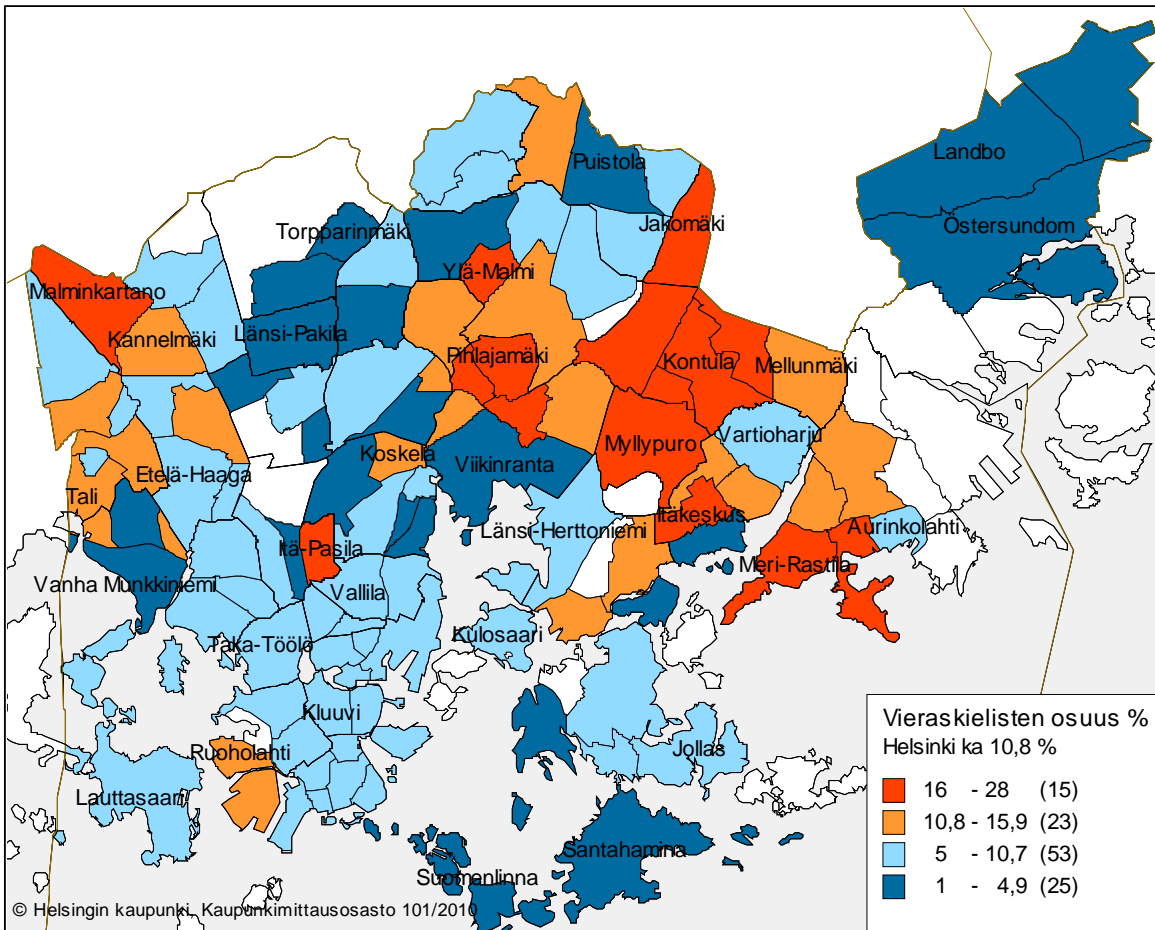 Landbo
Puistola
Östersundom
Jakomäki
Torpparinmäki
Ylä-Malmi
Malminkartano
Länsi-Pakila
Kannelmäki
Pihlajamäki
Kontula
Mellunmäki
Vartioharju
Myllypuro
Koskela
Viikinranta
Etelä-Haaga
Tali
Itäkeskus
Länsi-Herttoniemi
Aurinkolahti
Itä-Pasila
Meri-Rastila
Vanha Munkkiniemi
Vallila
Kulosaari
Taka-Töölö
Kluuvi
Ruoholahti
Jollas
Lauttasaari
Santahamina
Suomenlinna
Vieraskielisten osuus %
Helsinki ka 10,8 %
16 - 28 (15)
10,8 - 15,9 (23)
5 - 10,7 (53)
1 - 4,9 (25)
© Helsingin kaupunki, Kaupunkimittausosasto 101/2010